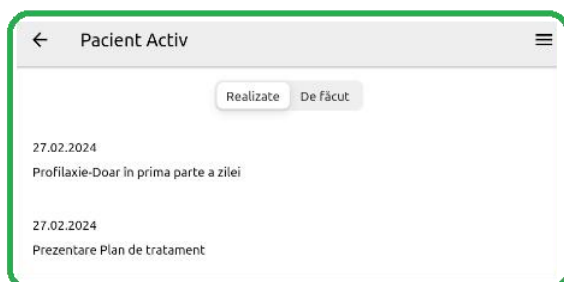 Pacient Activ
Realizate De făcut
27.02.2024
Profilaxie-Doar în prima parte a zilei
27.02.2024
Prezentare Plan de tratament